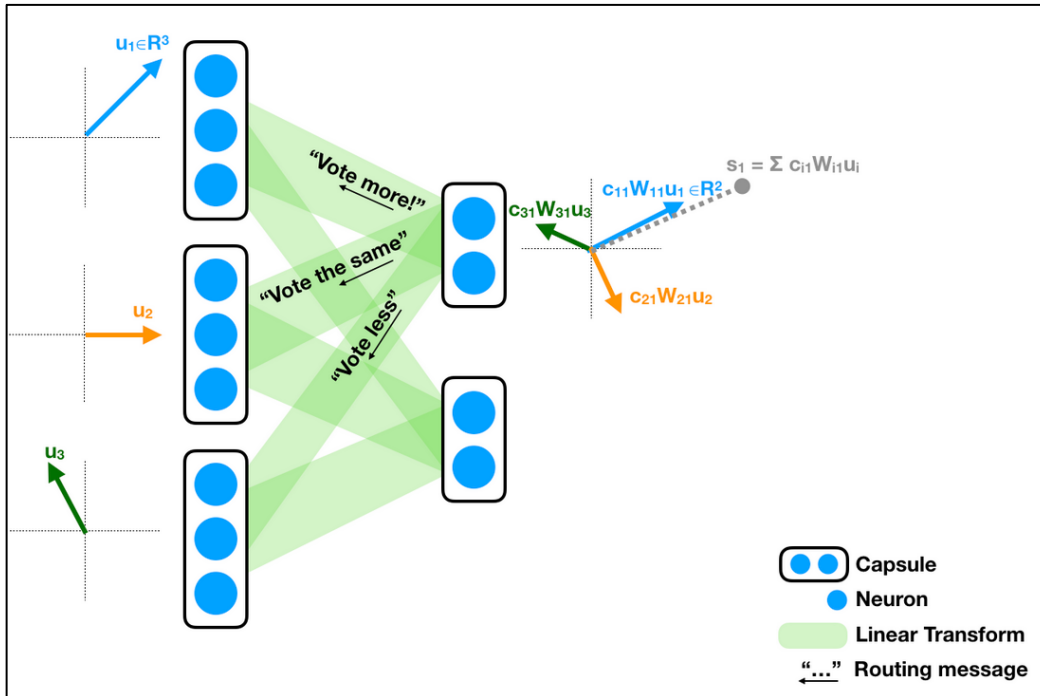 u₁∈R³
“Vote more!”
s₁ = Σ cᵢ₁Wᵢ₁uᵢ
c₁₁W₁₁u₁ ∈R²
c₃₁W₃₁u₃
“Vote the same”
c₂₁W₂₁u₂
u₂
“Vote less”
u₃
Capsule
Neuron
Linear Transform
“...” Routing message